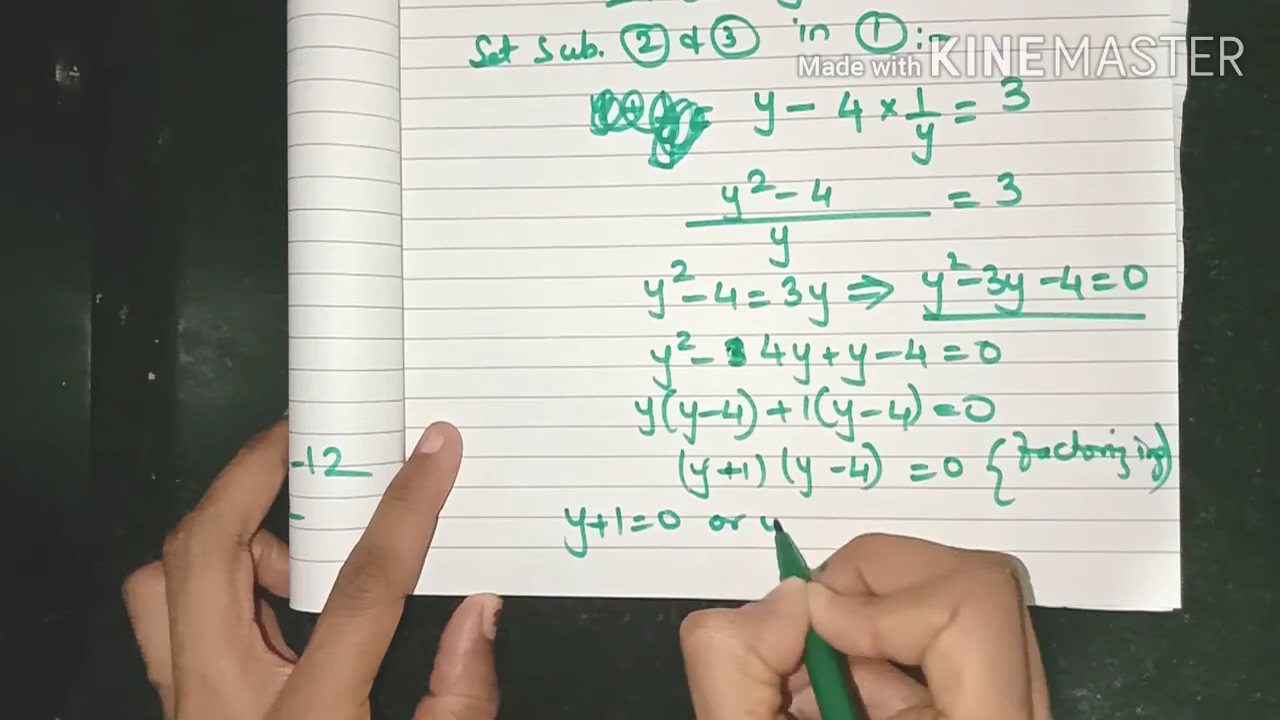 Set sub. ② & ③ in ① :-
Made with KINEMASTER
y - 4 × 1/y = 3
y² - 4 / y = 3
y² - 4 = 3y ⇒ y² - 3y - 4 = 0
y² - 4y + y - 4 = 0
y(y-4) + 1(y-4) = 0
-12
(y+1) (y-4) = 0 { factorizing }
y+1=0 or y